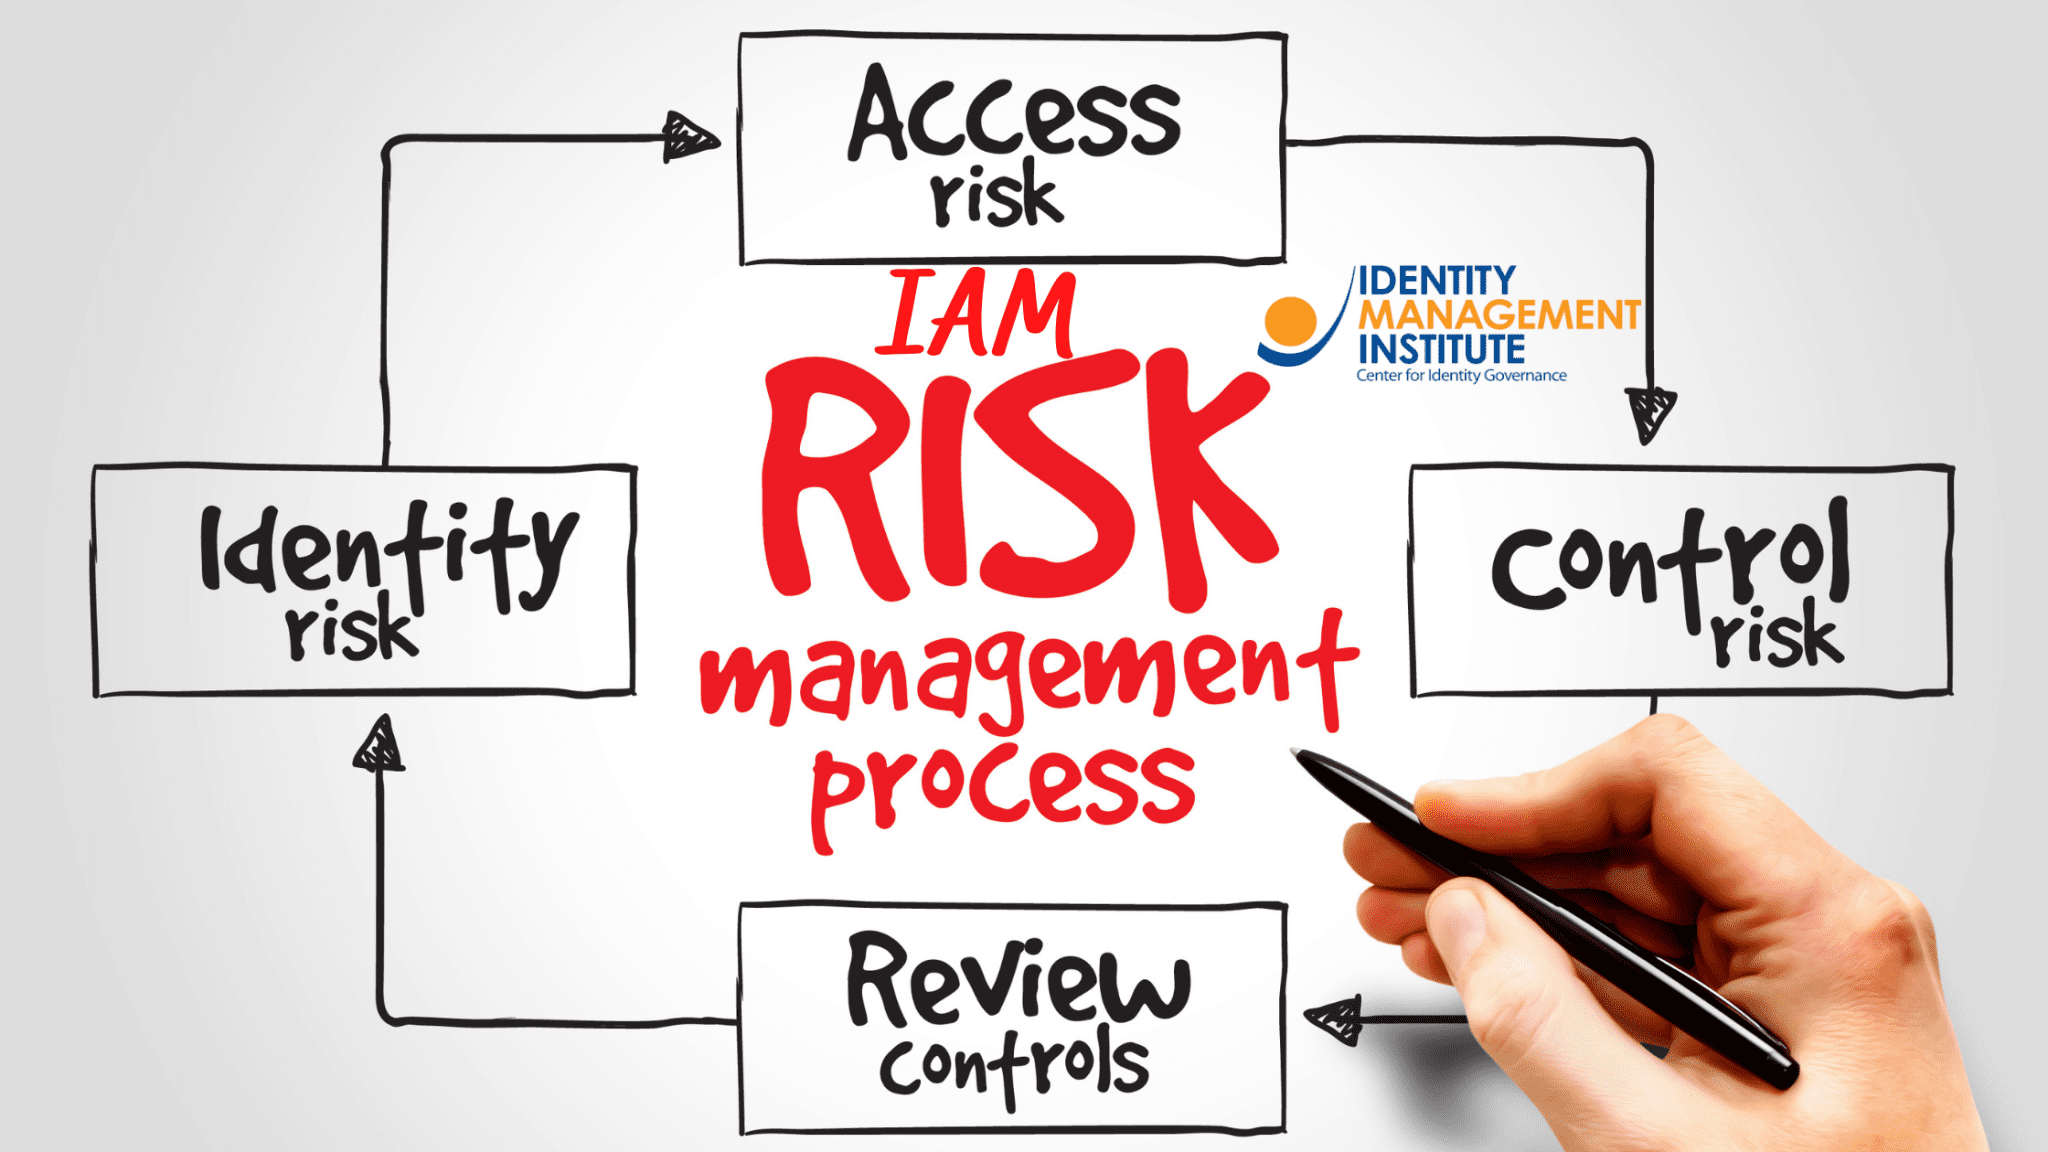 Access
risk
IAM
RISK
management
process
IDENTITY
MANAGEMENT
INSTITUTE
Center for Identity Governance
Identity
risk
Control
risk
Review
controls